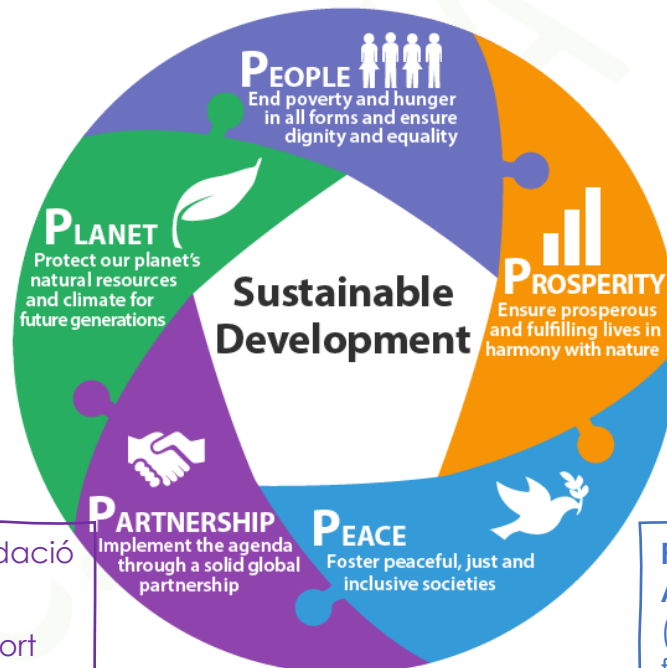 PEOPLE
End poverty and hunger
in all forms and ensure
dignity and equality
PLANET
Protect our planet's
natural resources
and climate for
future generations
PROSPERITY
Ensure prosperous
and fulfilling lives in
harmony with nature
Sustainable
Development
PARTNERSHIP
Implement the agenda
through a solid global
partnership
PEACE
Foster peaceful, just and
inclusive societies
dació
ort